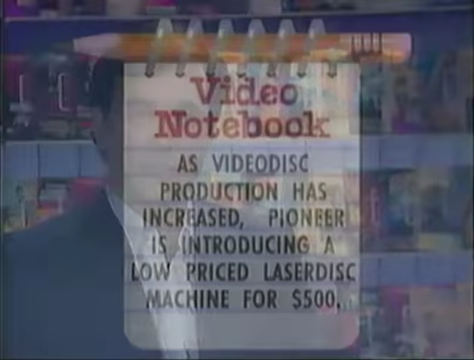 Video
Notebook
AS VIDEODISC
PRODUCTION HAS
INCREASED, PIONEER
IS INTRODUCING A
LOW PRICED LASERDISC
MACHINE FOR $500.